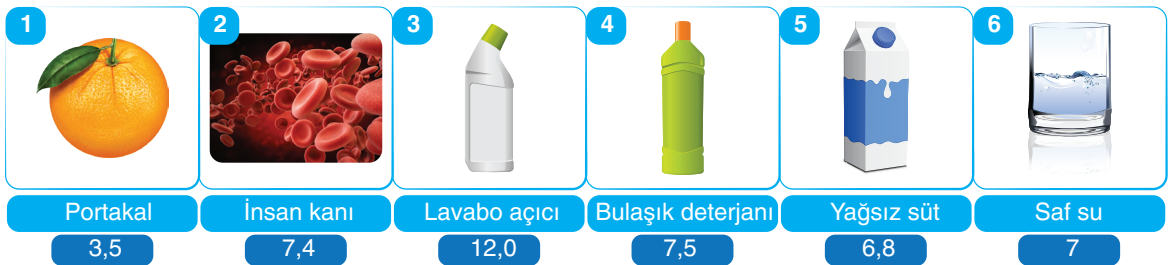 1
2
3
4
5
6
Portakal
İnsan kanı
Lavabo açıcı
Bulaşık deterjanı
Yağsız süt
Saf su
3,5
7,4
12,0
7,5
6,8
7